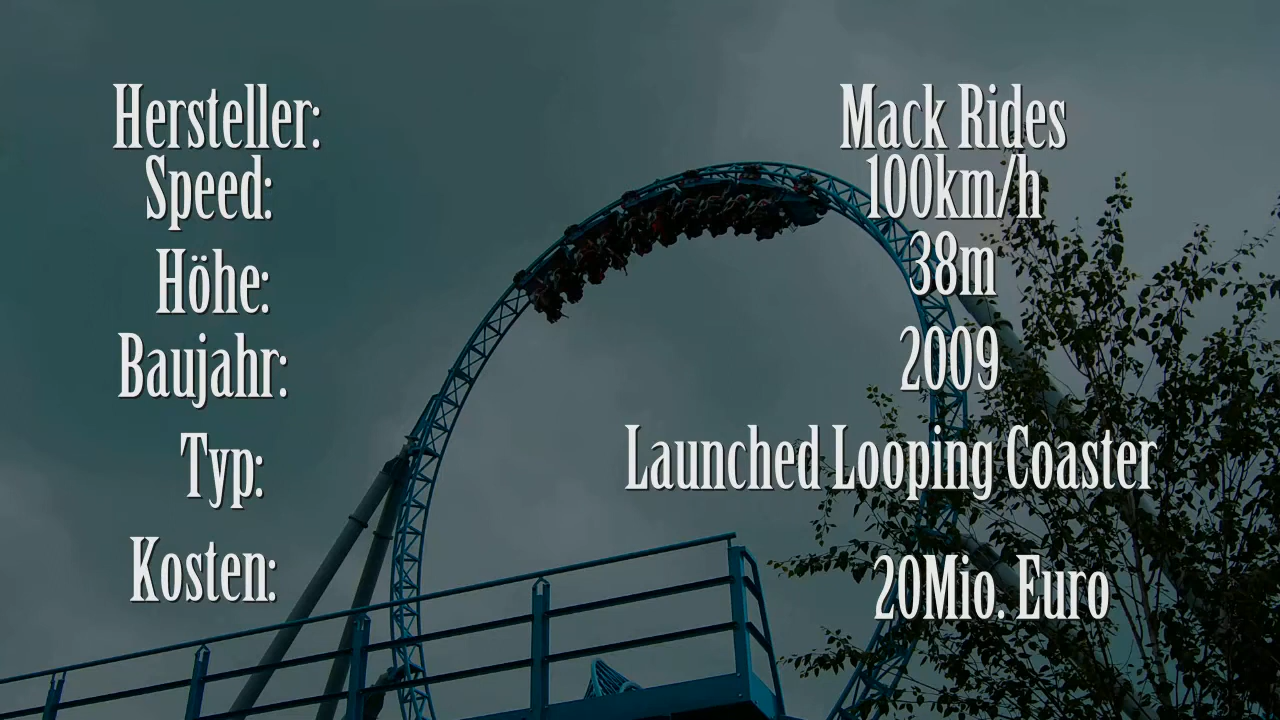 Hersteller: Mack Rides
Speed: 100km/h
Höhe: 38m
Baujahr: 2009
Typ: Launched Looping Coaster
Kosten: 20Mio. Euro